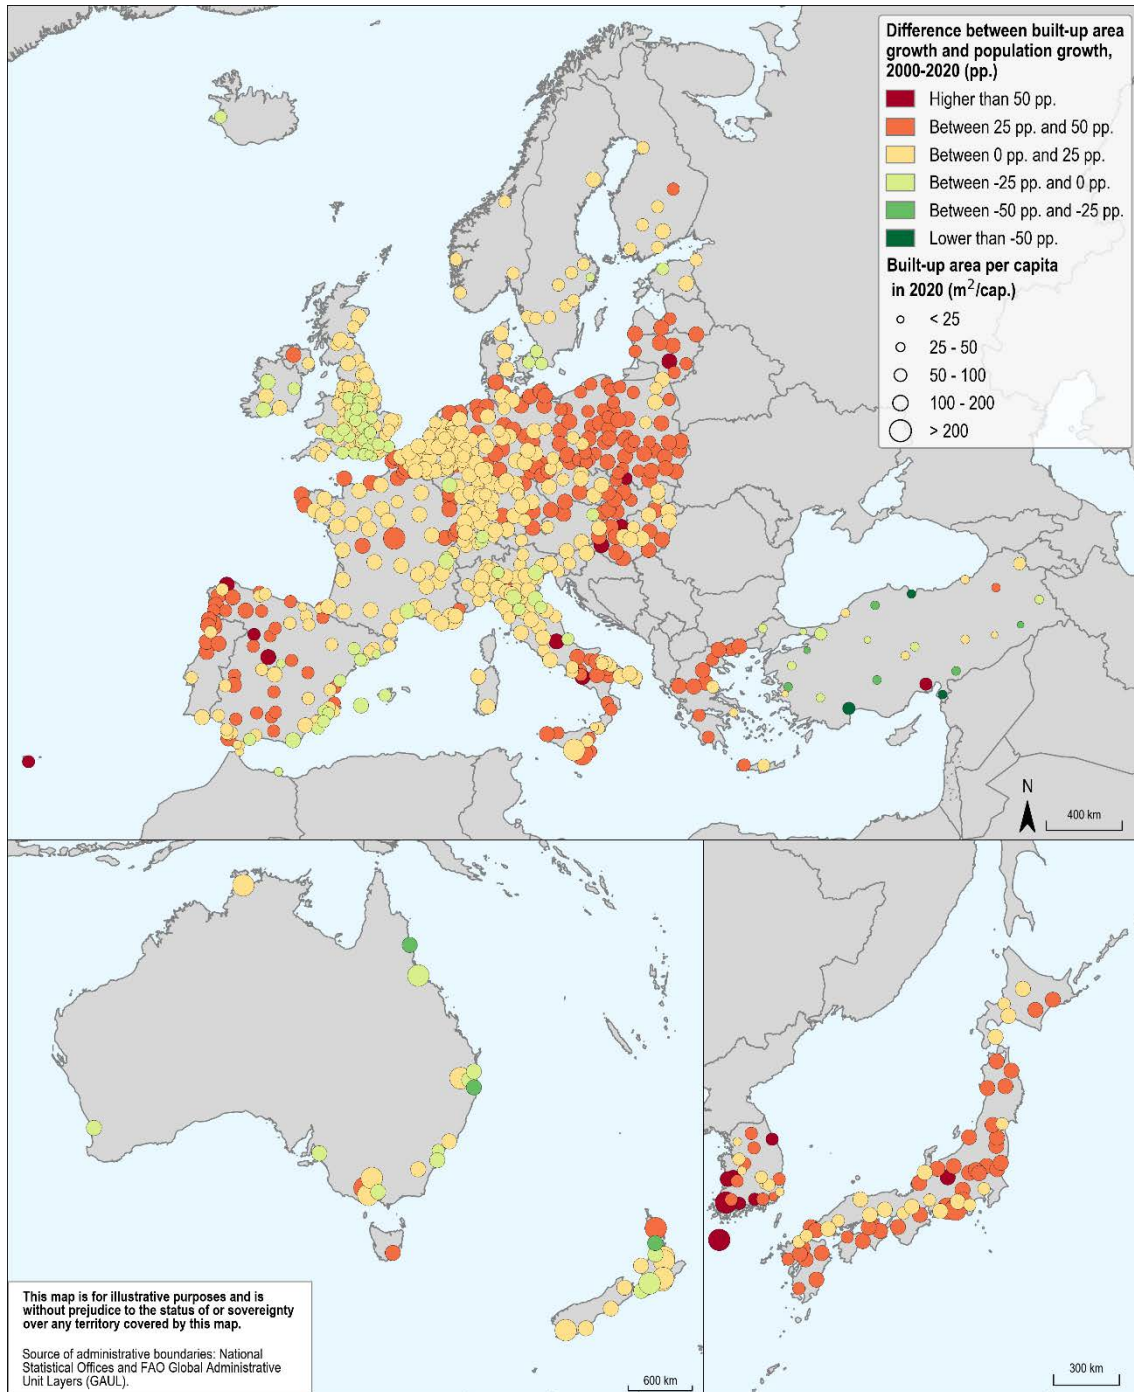 Difference between built-up area
growth and population growth,
2000-2020 (pp.)
Higher than 50 pp.
Between 25 pp. and 50 pp.
Between 0 pp. and 25 pp.
Between -25 pp. and 0 pp.
Between -50 pp. and -25 pp.
Lower than -50 pp.
Built-up area per capita
in 2020 (m²/cap.)
< 25
25 - 50
50 - 100
100 - 200
> 200
N
400 km
This map is for illustrative purposes and is
without prejudice to the status of or sovereignty
over any territory covered by this map.
Source of administrative boundaries: National
Statistical Offices and FAO Global Administrative
Unit Layers (GAUL).
600 km
300 km